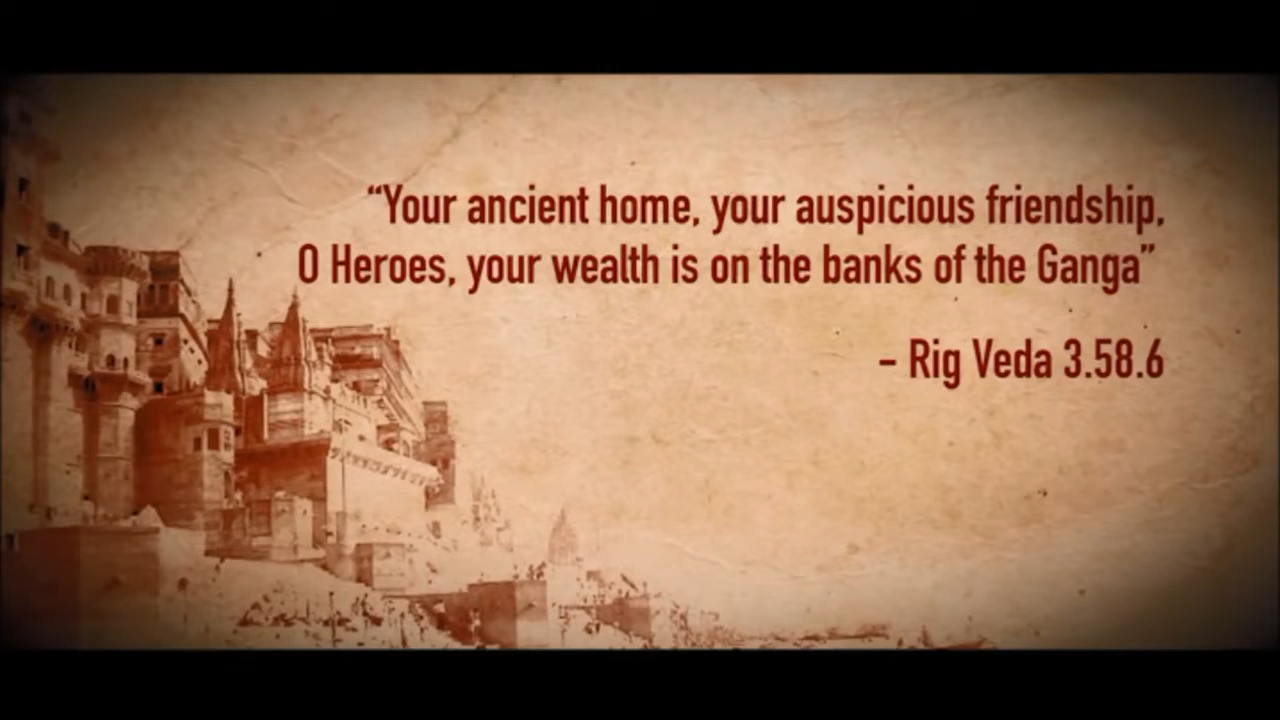 “Your ancient home, your auspicious friendship,
O Heroes, your wealth is on the banks of the Ganga”
– Rig Veda 3.58.6